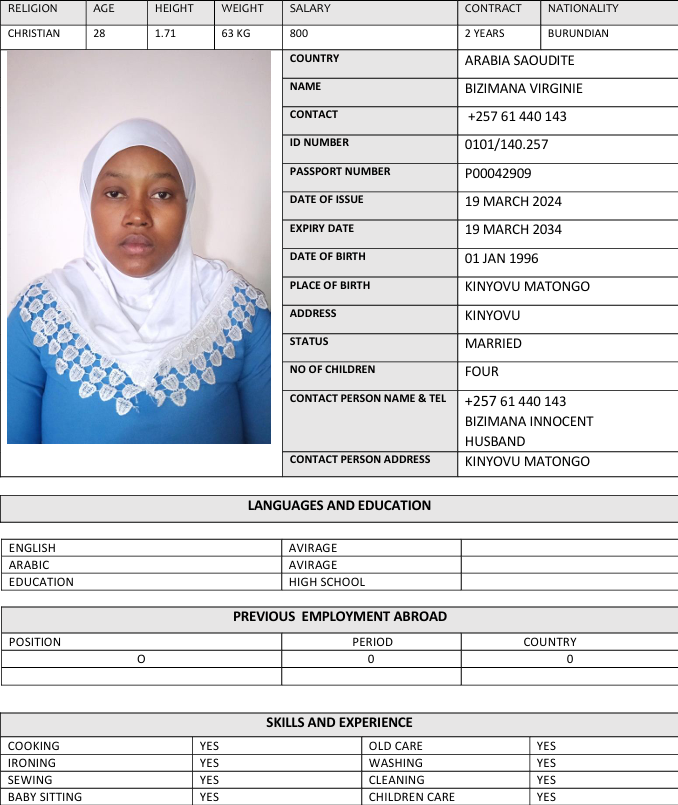 RELIGION AGE HEIGHT WEIGHT SALARY CONTRACT NATIONALITY
CHRISTIAN 28 1.71 63 KG 800 2 YEARS BURUNDIAN
COUNTRY ARABIA SAOUDITE
NAME BIZIMANA VIRGINIE
CONTACT +257 61 440 143
ID NUMBER 0101/140.257
PASSPORT NUMBER P00042909
DATE OF ISSUE 19 MARCH 2024
EXPIRY DATE 19 MARCH 2034
DATE OF BIRTH 01 JAN 1996
PLACE OF BIRTH KINYOVU MATONGO
ADDRESS KINYOVU
STATUS MARRIED
NO OF CHILDREN FOUR
CONTACT PERSON NAME & TEL +257 61 440 143
BIZIMANA INNOCENT
HUSBAND
CONTACT PERSON ADDRESS KINYOVU MATONGO
LANGUAGES AND EDUCATION
ENGLISH AVIRAGE
ARABIC AVIRAGE
EDUCATION HIGH SCHOOL
PREVIOUS EMPLOYMENT ABROAD
POSITION PERIOD COUNTRY
O 0 0
SKILLS AND EXPERIENCE
COOKING YES OLD CARE YES
IRONING YES WASHING YES
SEWING YES CLEANING YES
BABY SITTING YES CHILDREN CARE YES